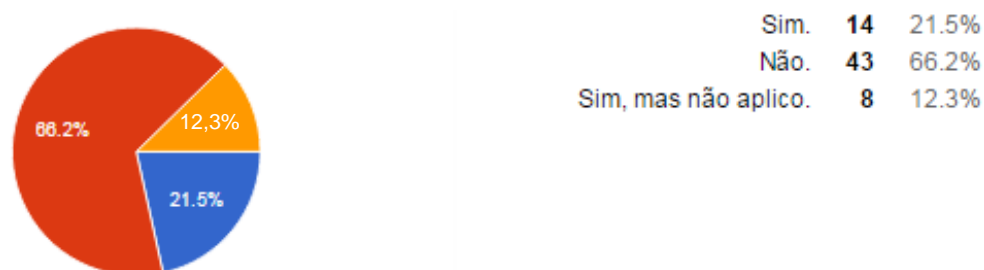 66.2%
12,3%
21.5%
Sim. 14 21.5%
Não. 43 66.2%
Sim, mas não aplico. 8 12.3%